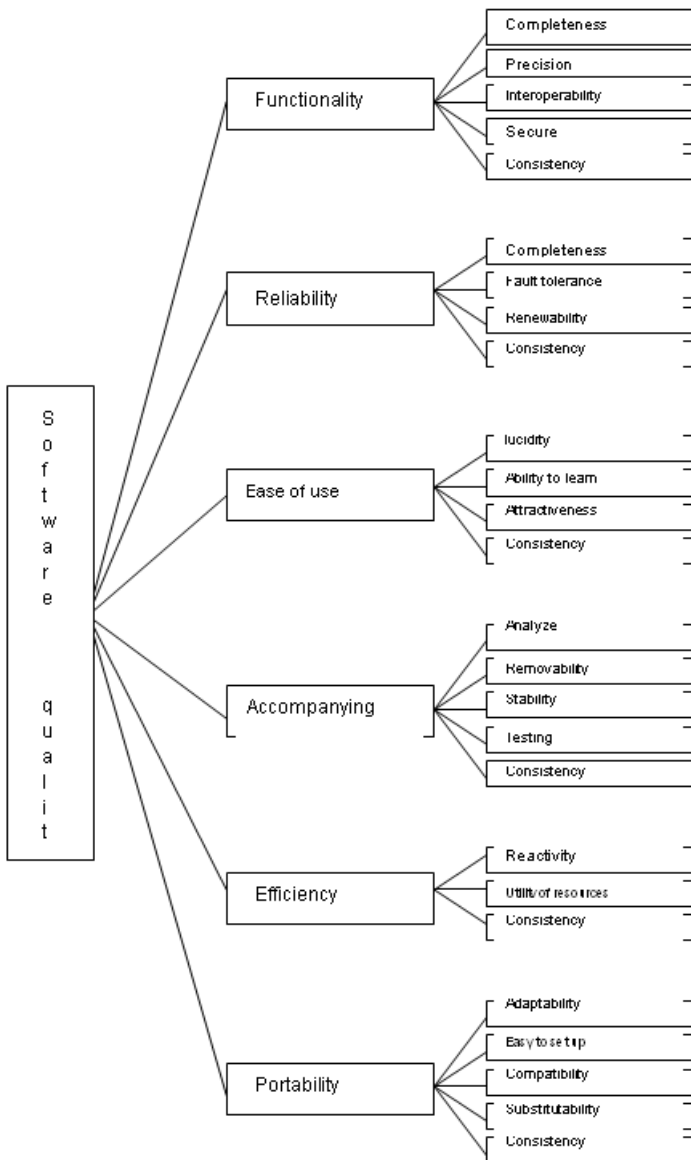 Software qualit
Functionality
Completeness
Precision
Interoperability
Secure
Consistency
Reliability
Completeness
Fault tolerance
Renewability
Consistency
Ease of use
lucidity
Ability to learn
Attractiveness
Consistency
Accompanying
Analyze
Removability
Stability
Testing
Consistency
Efficiency
Reactivity
Utility of resources
Consistency
Portability
Adaptability
Easy to set up
Compatibility
Substitutability
Consistency